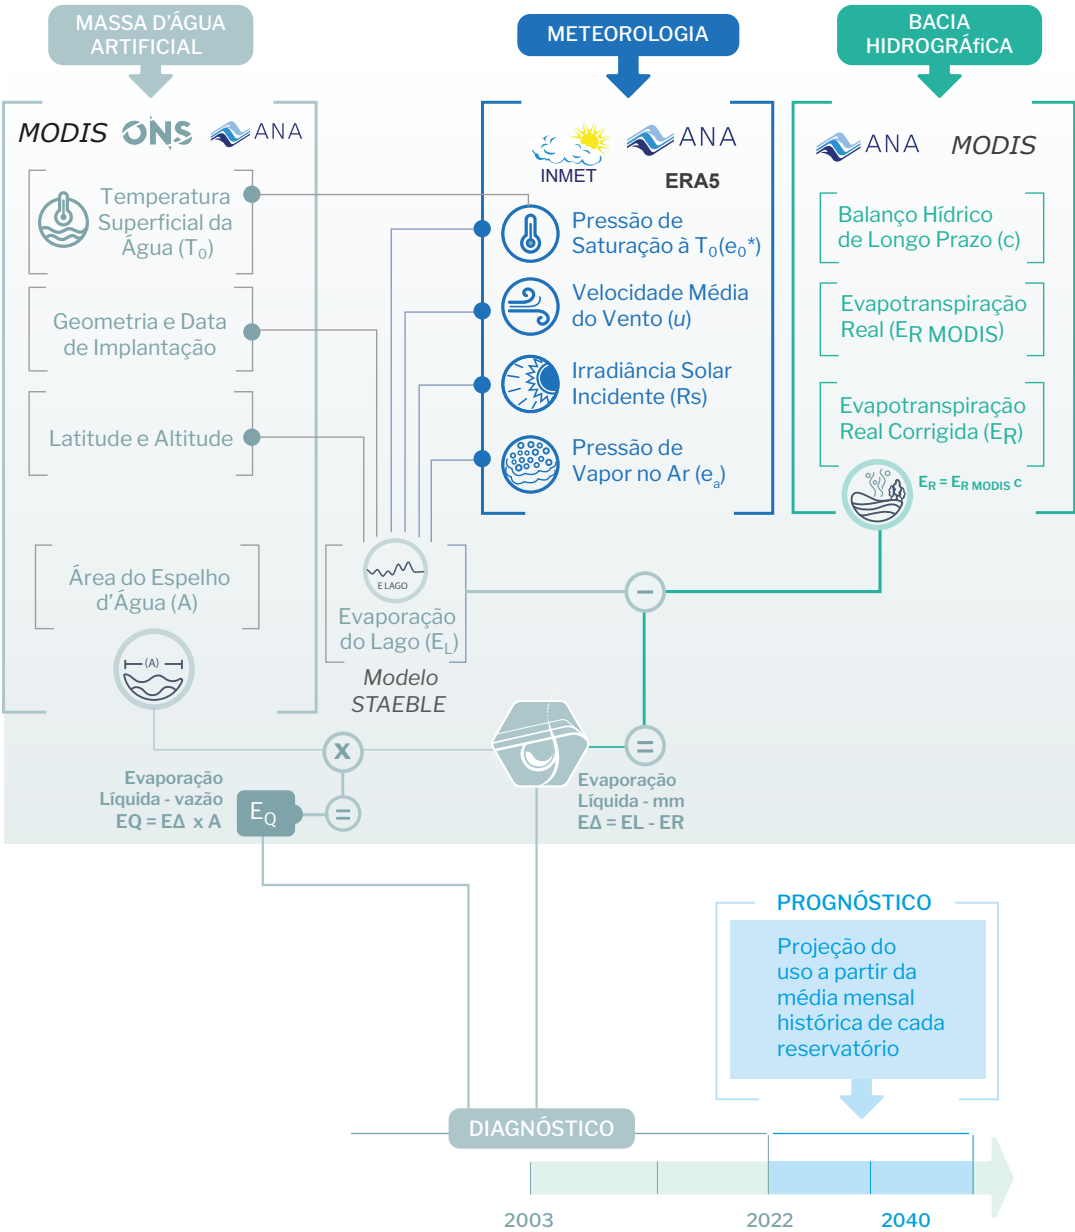 MASSA D'ÁGUA
ARTIFICIAL
MODIS ONS ANA
Temperatura
Superficial da
Água (T0)
Geometria e Data
de Implantação
Latitude e Altitude
Área do Espelho
d'Água (A)
(A)
METEOROLOGIA
INMET
ANA
ERA5
Pressão de
Saturação à T0(e0*)
Velocidade Média
do Vento (u)
Irradiância Solar
Incidente (Rs)
Pressão de
Vapor no Ar (ea)
BACIA
HIDROGRÁfiCA
ANA MODIS
Balanço Hídrico
de Longo Prazo (c)
Evapotranspiração
Real (ER MODIS)
Evapotranspiração
Real Corrigida (ER)
ER = ER MODIS C
E LAGO
Evaporação
do Lago (EL)
Modelo
STAEBLE
−
=
Evaporação
Líquida - mm
EΔ = EL - ER
X
=
Evaporação
Líquida - vazão
EQ = EΔ x A
EQ
PROGNÓSTICO
Projeção do
uso a partir da
média mensal
histórica de cada
reservatório
DIAGNÓSTICO
2003 2022 2040